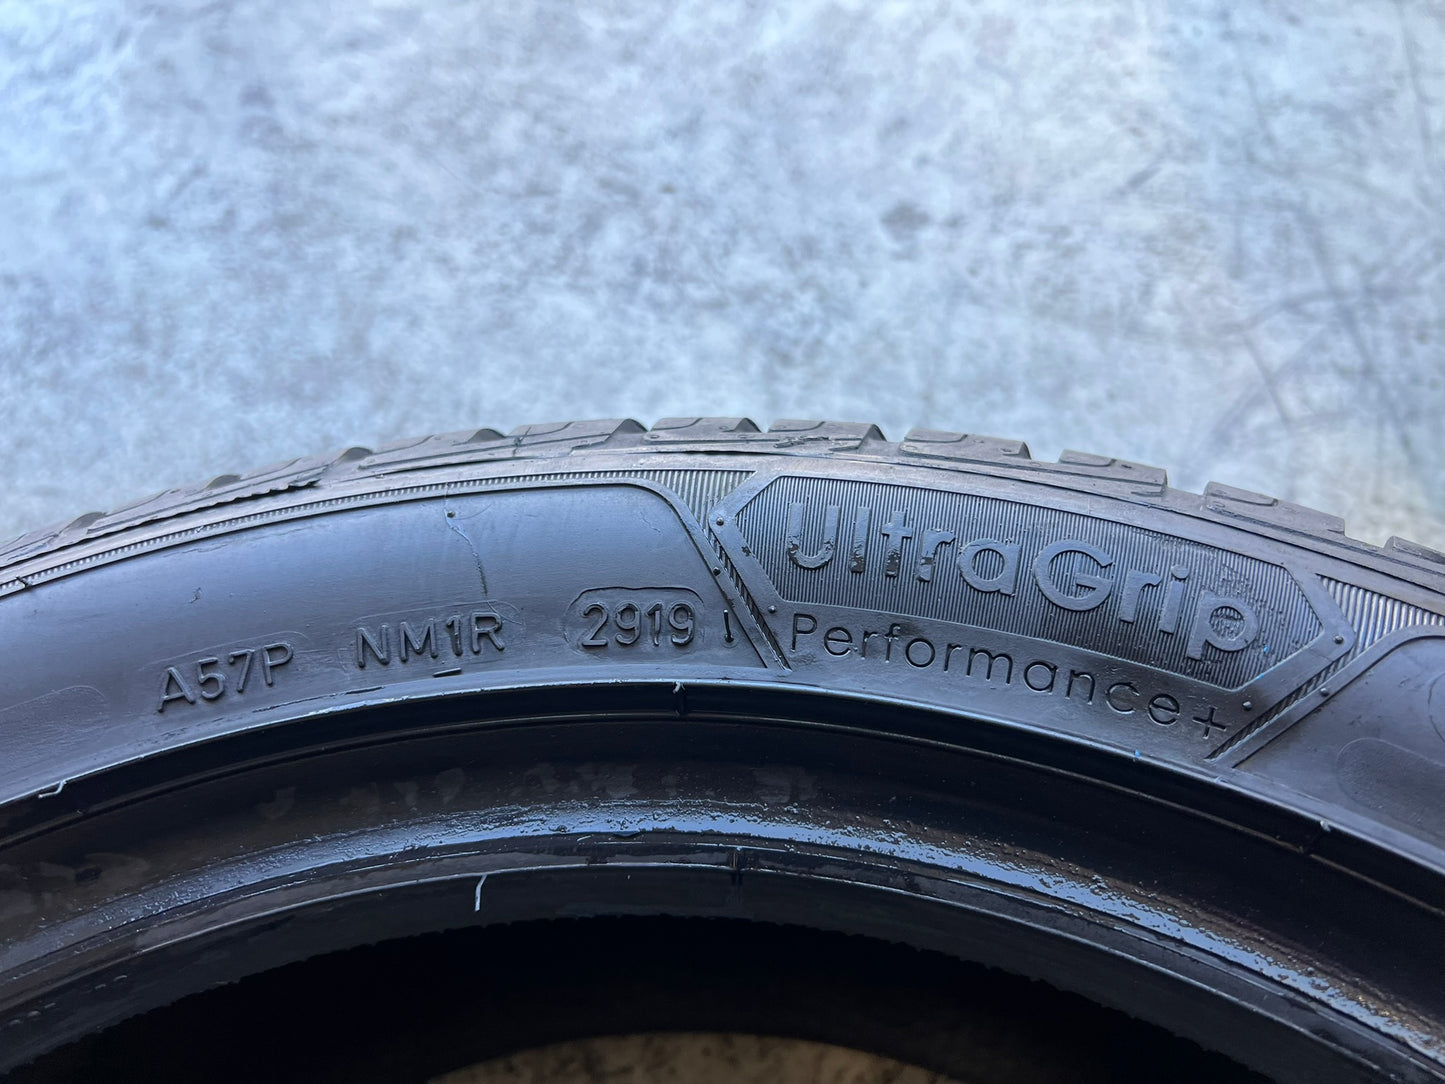 UltraGrip
Performance+
A57P NM1R 2919